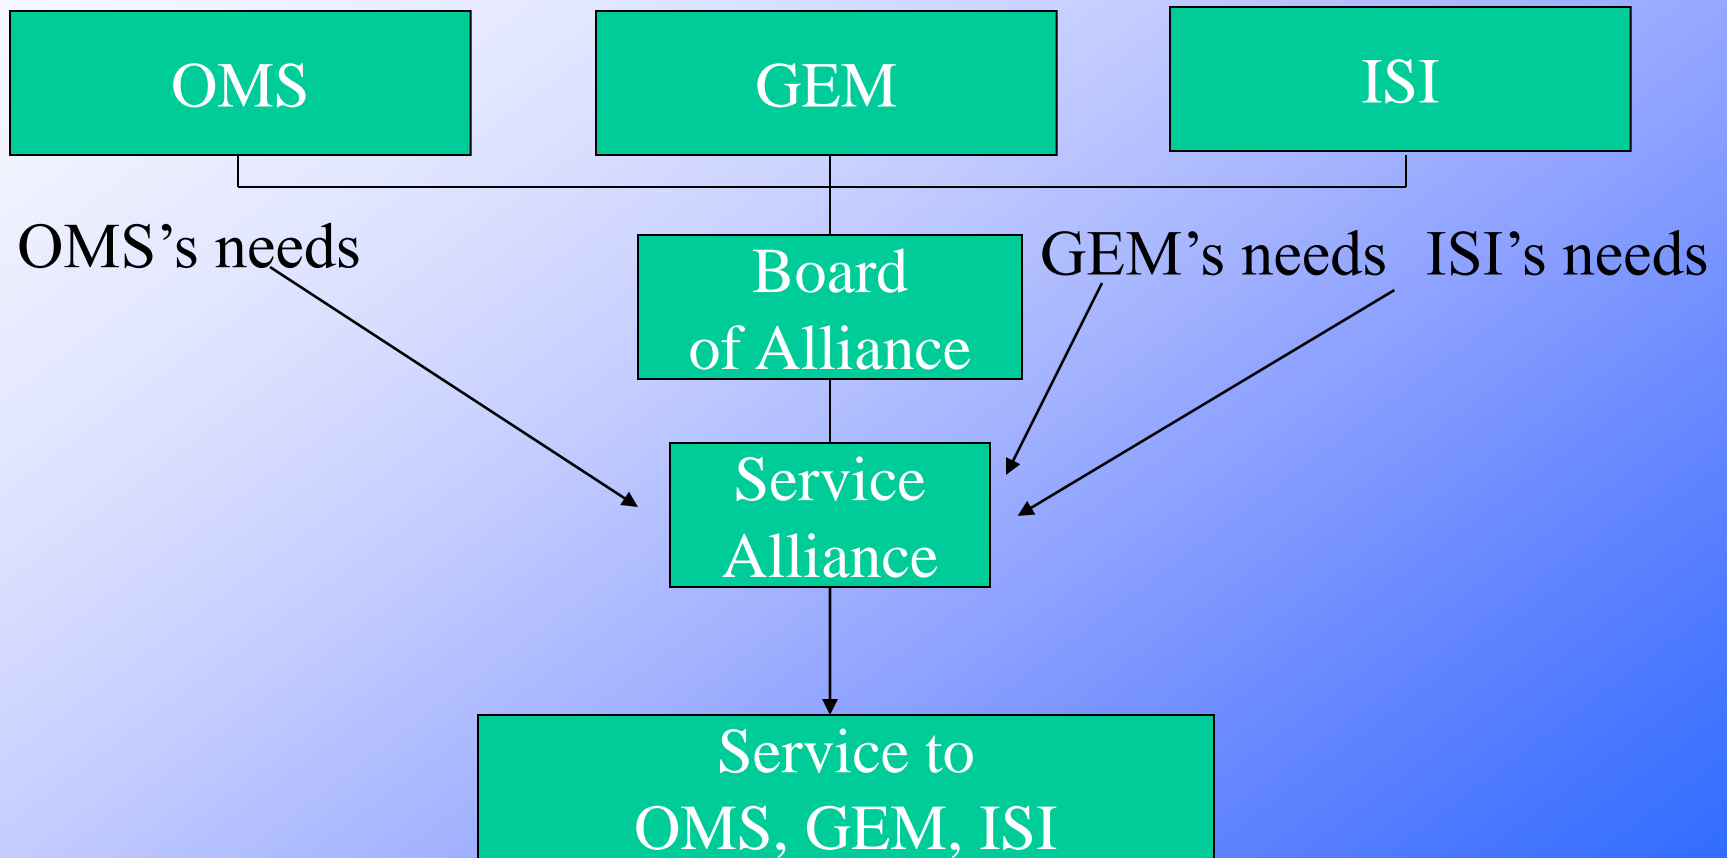 OMS
GEM
ISI
OMS’s needs
Board
of Alliance
GEM’s needs
ISI’s needs
Service
Alliance
Service to
OMS, GEM, ISI